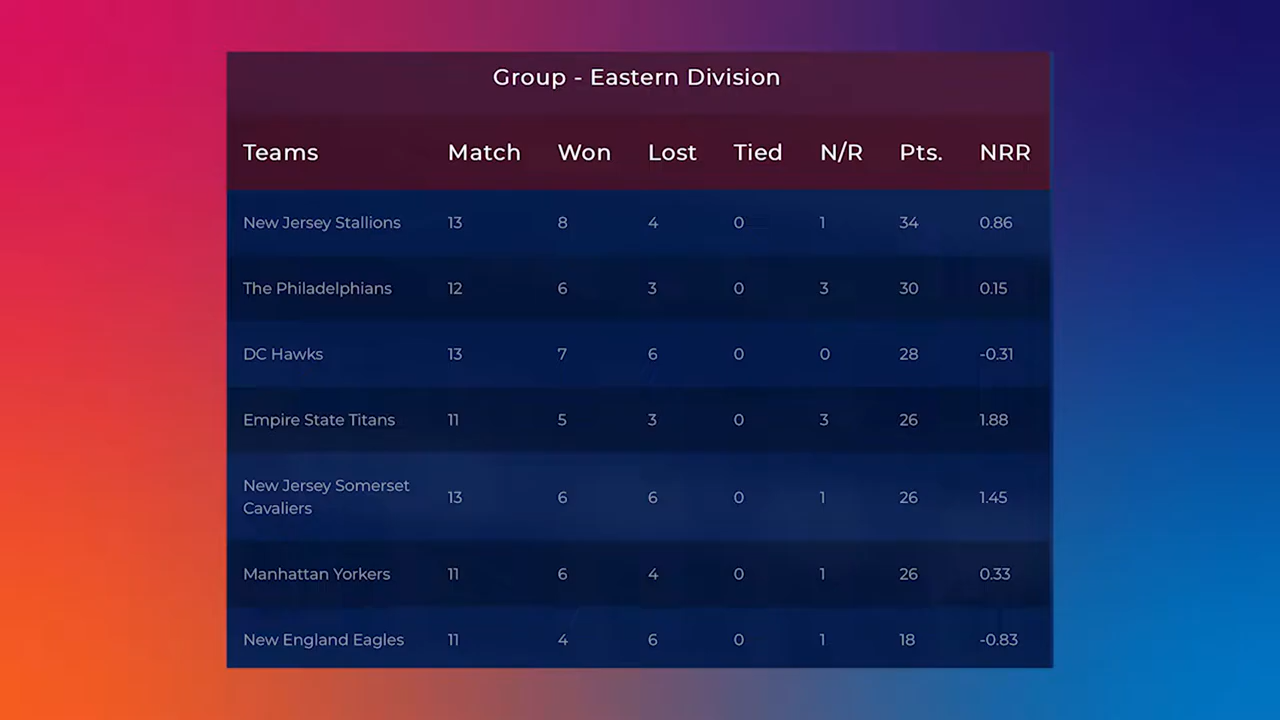 Group - Eastern Division
Teams Match Won Lost Tied N/R Pts. NRR
New Jersey Stallions 13 8 4 0 1 34 0.86
The Philadelphians 12 6 3 0 3 30 0.15
DC Hawks 13 7 6 0 0 28 -0.31
Empire State Titans 11 5 3 0 3 26 1.88
New Jersey Somerset
Cavaliers 13 6 6 0 1 26 1.45
Manhattan Yorkers 11 6 4 0 1 26 0.33
New England Eagles 11 4 6 0 1 18 -0.83